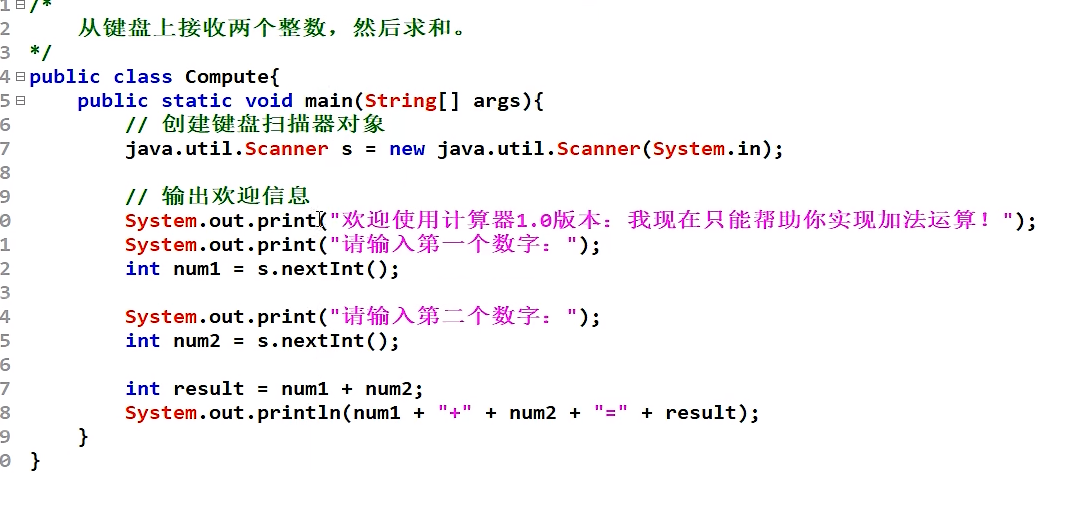 1 /*
2     从键盘上接收两个整数，然后求和。
3 */
4 public class Compute{
5     public static void main(String[] args){
6         // 创建键盘扫描器对象
7         java.util.Scanner s = new java.util.Scanner(System.in);
8
9         // 输出欢迎信息
0         System.out.print("欢迎使用计算器1.0版本：我现在只能帮助你实现加法运算！");
1         System.out.print("请输入第一个数字：");
2         int num1 = s.nextInt();
3
4         System.out.print("请输入第二个数字：");
5         int num2 = s.nextInt();
6
7         int result = num1 + num2;
8         System.out.println(num1 + "+" + num2 + "=" + result);
9     }
0 }